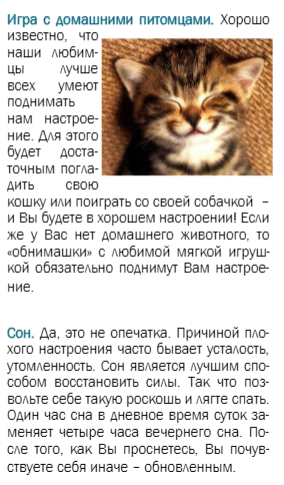 Игра с домашними питомцами. Хорошо
известно, что
наши любим-
цы лучше
всех умеют
поднимать
нам настрое-
ние. Для этого
будет доста-
точным погла-
дить свою
кошку или поиграть со своей собачкой –
и Вы будете в хорошем настроении! Если
же у Вас нет домашнего животного, то
«обнимашки» с любимой мягкой игруш-
кой обязательно поднимут Вам настрое-
ние.
Сон. Да, это не опечатка. Причиной пло-
хого настроения часто бывает усталость,
утомленность. Сон является лучшим спо-
собом восстановить силы. Так что поз-
вольте себе такую роскошь и лягте спать.
Один час сна в дневное время суток за-
меняет четыре часа вечернего сна. По-
сле того, как Вы проснетесь, Вы почув-
ствуете себя иначе – обновленным.